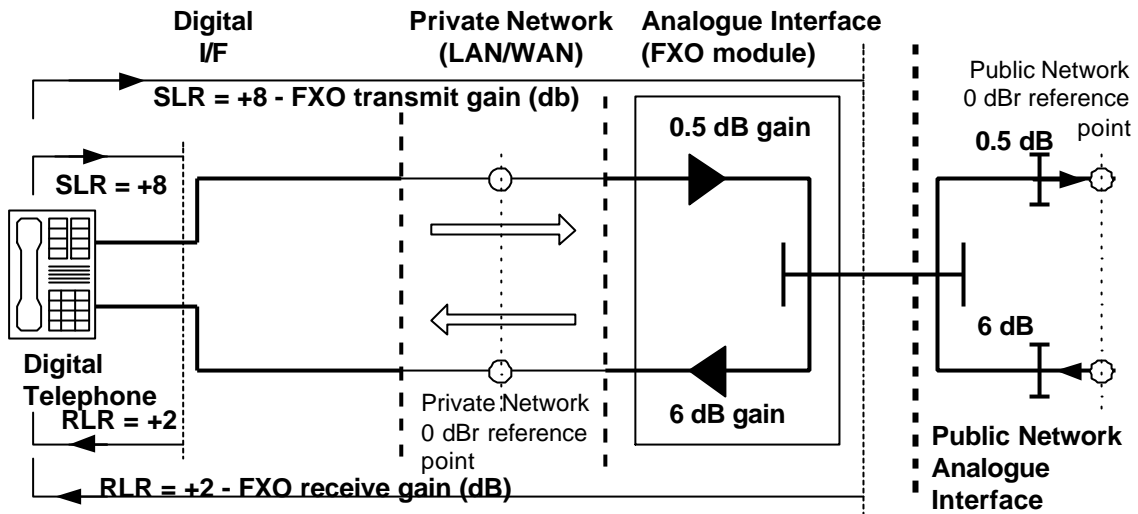 Digital
I/F
Private Network
(LAN/WAN)
Analogue Interface
(FXO module)
Public Network
0 dBr reference
point
SLR = +8 - FXO transmit gain (db)
0.5 dB gain
0.5 dB
SLR = +8
6 dB
Digital
Telephone
RLR = +2
Private Network
0 dBr reference
point
6 dB gain
Public Network
Analogue
Interface
RLR = +2 - FXO receive gain (dB)